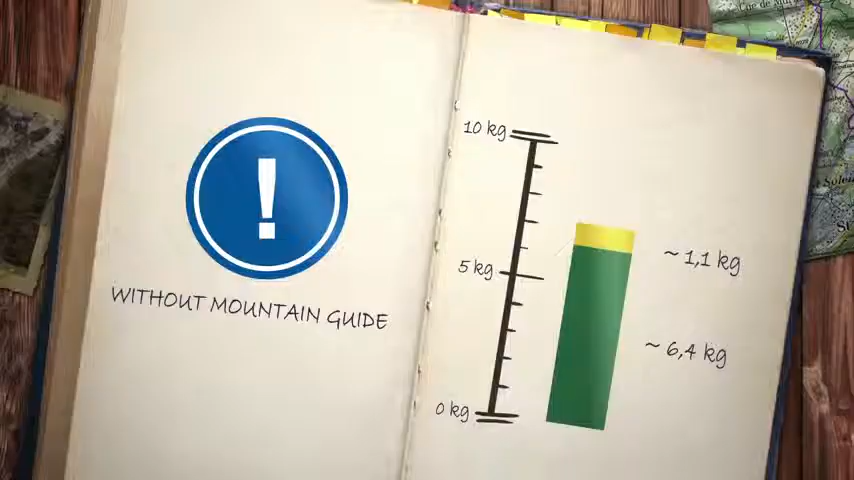 !
WITHOUT MOUNTAIN GUIDE
10 kg
5 kg
0 kg
~ 1,1 kg
~ 6,4 kg